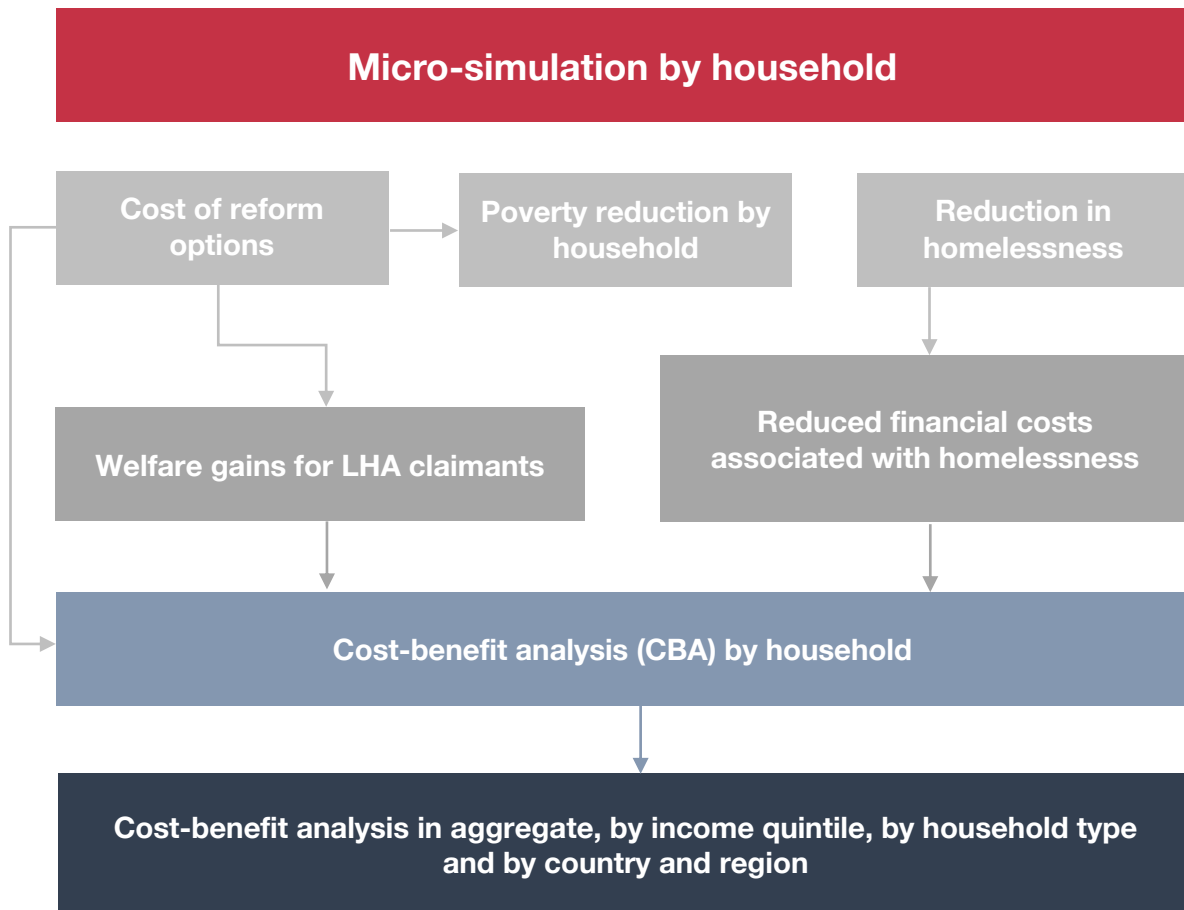 Micro-simulation by household
Cost of reform
options
Poverty reduction by
household
Reduction in
homelessness
Welfare gains for LHA claimants
Reduced financial costs
associated with homelessness
Cost-benefit analysis (CBA) by household
Cost-benefit analysis in aggregate, by income quintile, by household type
and by country and region